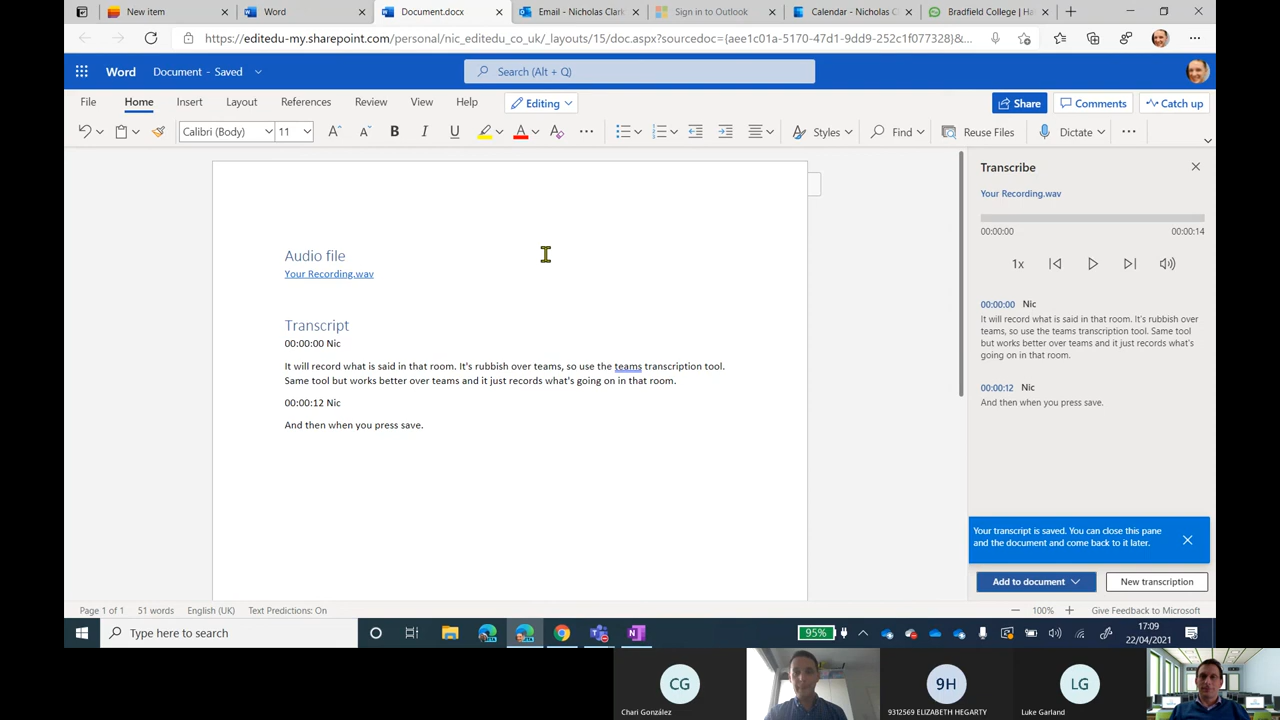 New item
Word
Document.docx
Email - Nicholas Clark
Sign in to Outlook
Calendar - Nicholas C
Bradfield College | Ha
https://editedu-my.sharepoint.com/personal/nic_editedu_co_uk/_layouts/15/doc.aspx?sourcedoc={aee1c01a-5170-47d1-9dd9-252c1f077328}&...
Word
Document - Saved
Search (Alt + Q)
File
Home
Insert
Layout
References
Review
View
Help
Editing
Share
Comments
Catch up
Calibri (Body)
11
Styles
Find
Reuse Files
Dictate
Audio file
Your Recording.wav
Transcript
00:00:00 Nic
It will record what is said in that room. It's rubbish over teams, so use the teams transcription tool.
Same tool but works better over teams and it just records what's going on in that room.
00:00:12 Nic
And then when you press save.
Transcribe
Your Recording.wav
00:00:00
00:00:14
1x
00:00:00 Nic
It will record what is said in that room. It's rubbish over
teams, so use the teams transcription tool. Same tool
but works better over teams and it just records what's
going on in that room.
00:00:12 Nic
And then when you press save.
Your transcript is saved. You can close this pane
and the document and come back to it later.
Add to document
New transcription
Page 1 of 1
51 words
English (UK)
Text Predictions: On
100%
Give Feedback to Microsoft
Type here to search
95%
17:09
22/04/2021
CG
Chari González
9H
9312569 ELIZABETH HEGARTY
LG
Luke Garland